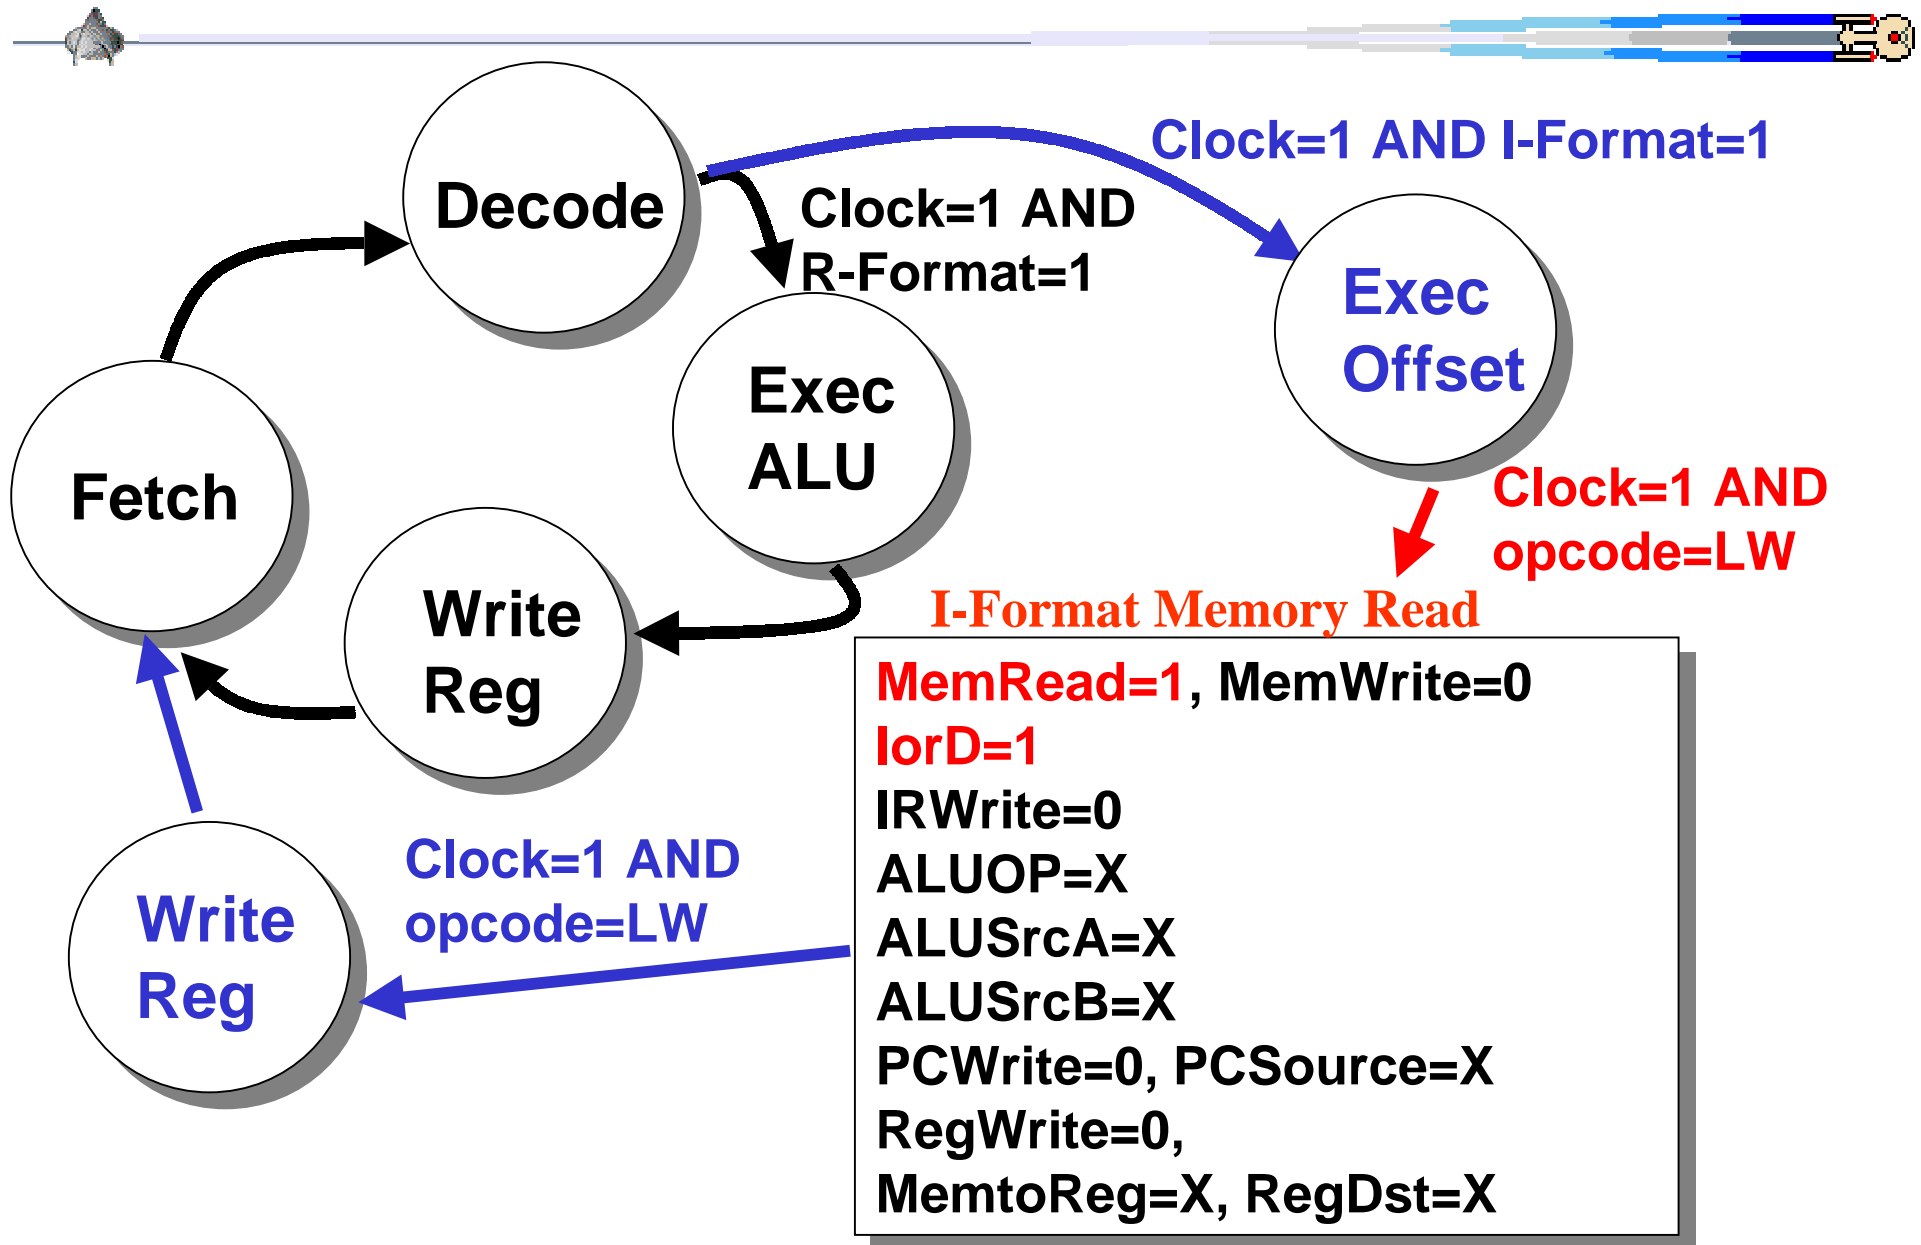 Clock=1 AND I-Format=1
Decode
Clock=1 AND
R-Format=1
Exec
Offset
Exec
ALU
Fetch
Clock=1 AND
opcode=LW
Write
Reg
I-Format Memory Read
MemRead=1, MemWrite=0
IorD=1
IRWrite=0
ALUOP=X
ALUSrcA=X
ALUSrcB=X
PCWrite=0, PCSource=X
RegWrite=0,
MemtoReg=X, RegDst=X
Clock=1 AND
opcode=LW
Write
Reg